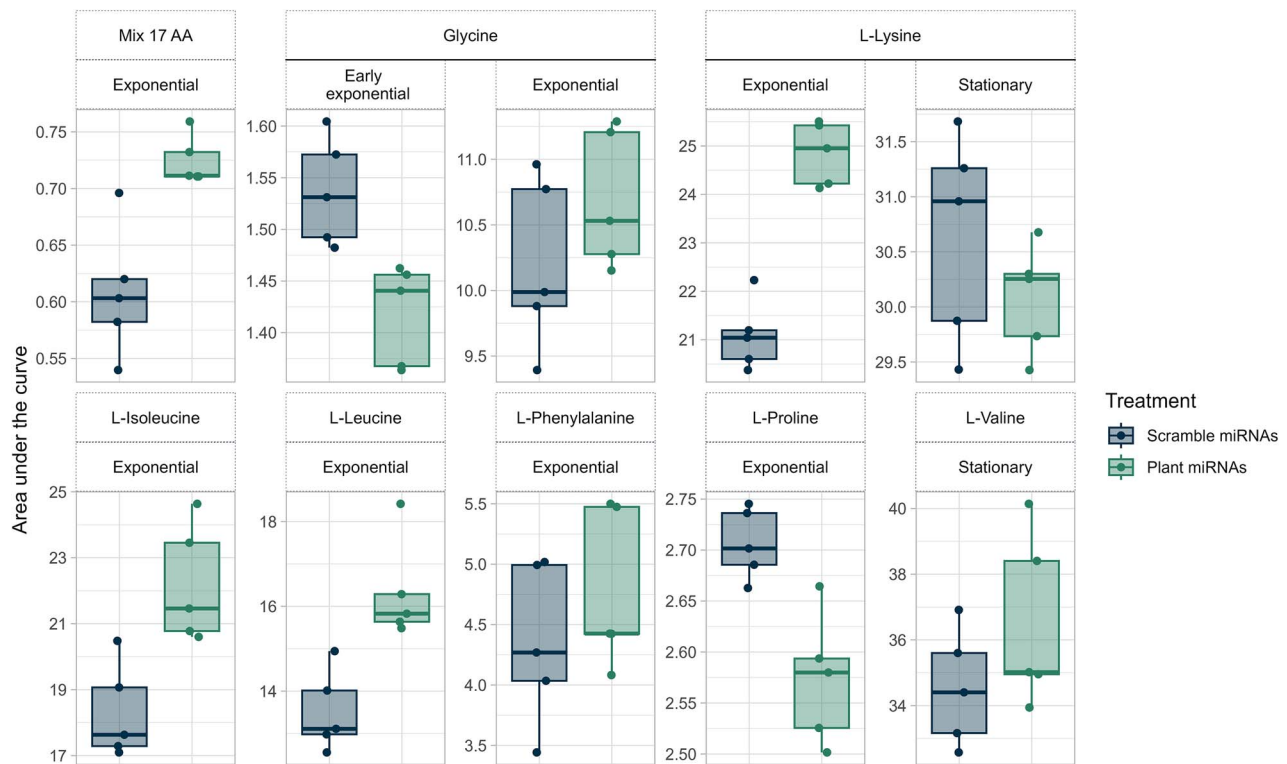 Mix 17 AA
Glycine
L-Lysine
Exponential
Early
exponential
Exponential
Exponential
Stationary
0.75
0.70
0.65
0.60
0.55
1.60
1.55
1.50
1.45
1.40
11.0
10.5
10.0
9.5
25
24
23
22
21
31.5
31.0
30.5
30.0
29.5
Area under the curve
L-Isoleucine
L-Leucine
L-Phenylalanine
L-Proline
L-Valine
Exponential
Exponential
Exponential
Exponential
Stationary
25
23
21
19
17
18
16
14
5.5
5.0
4.5
4.0
3.5
2.75
2.70
2.65
2.60
2.55
2.50
40
38
36
34
Treatment
Scramble miRNAs
Plant miRNAs